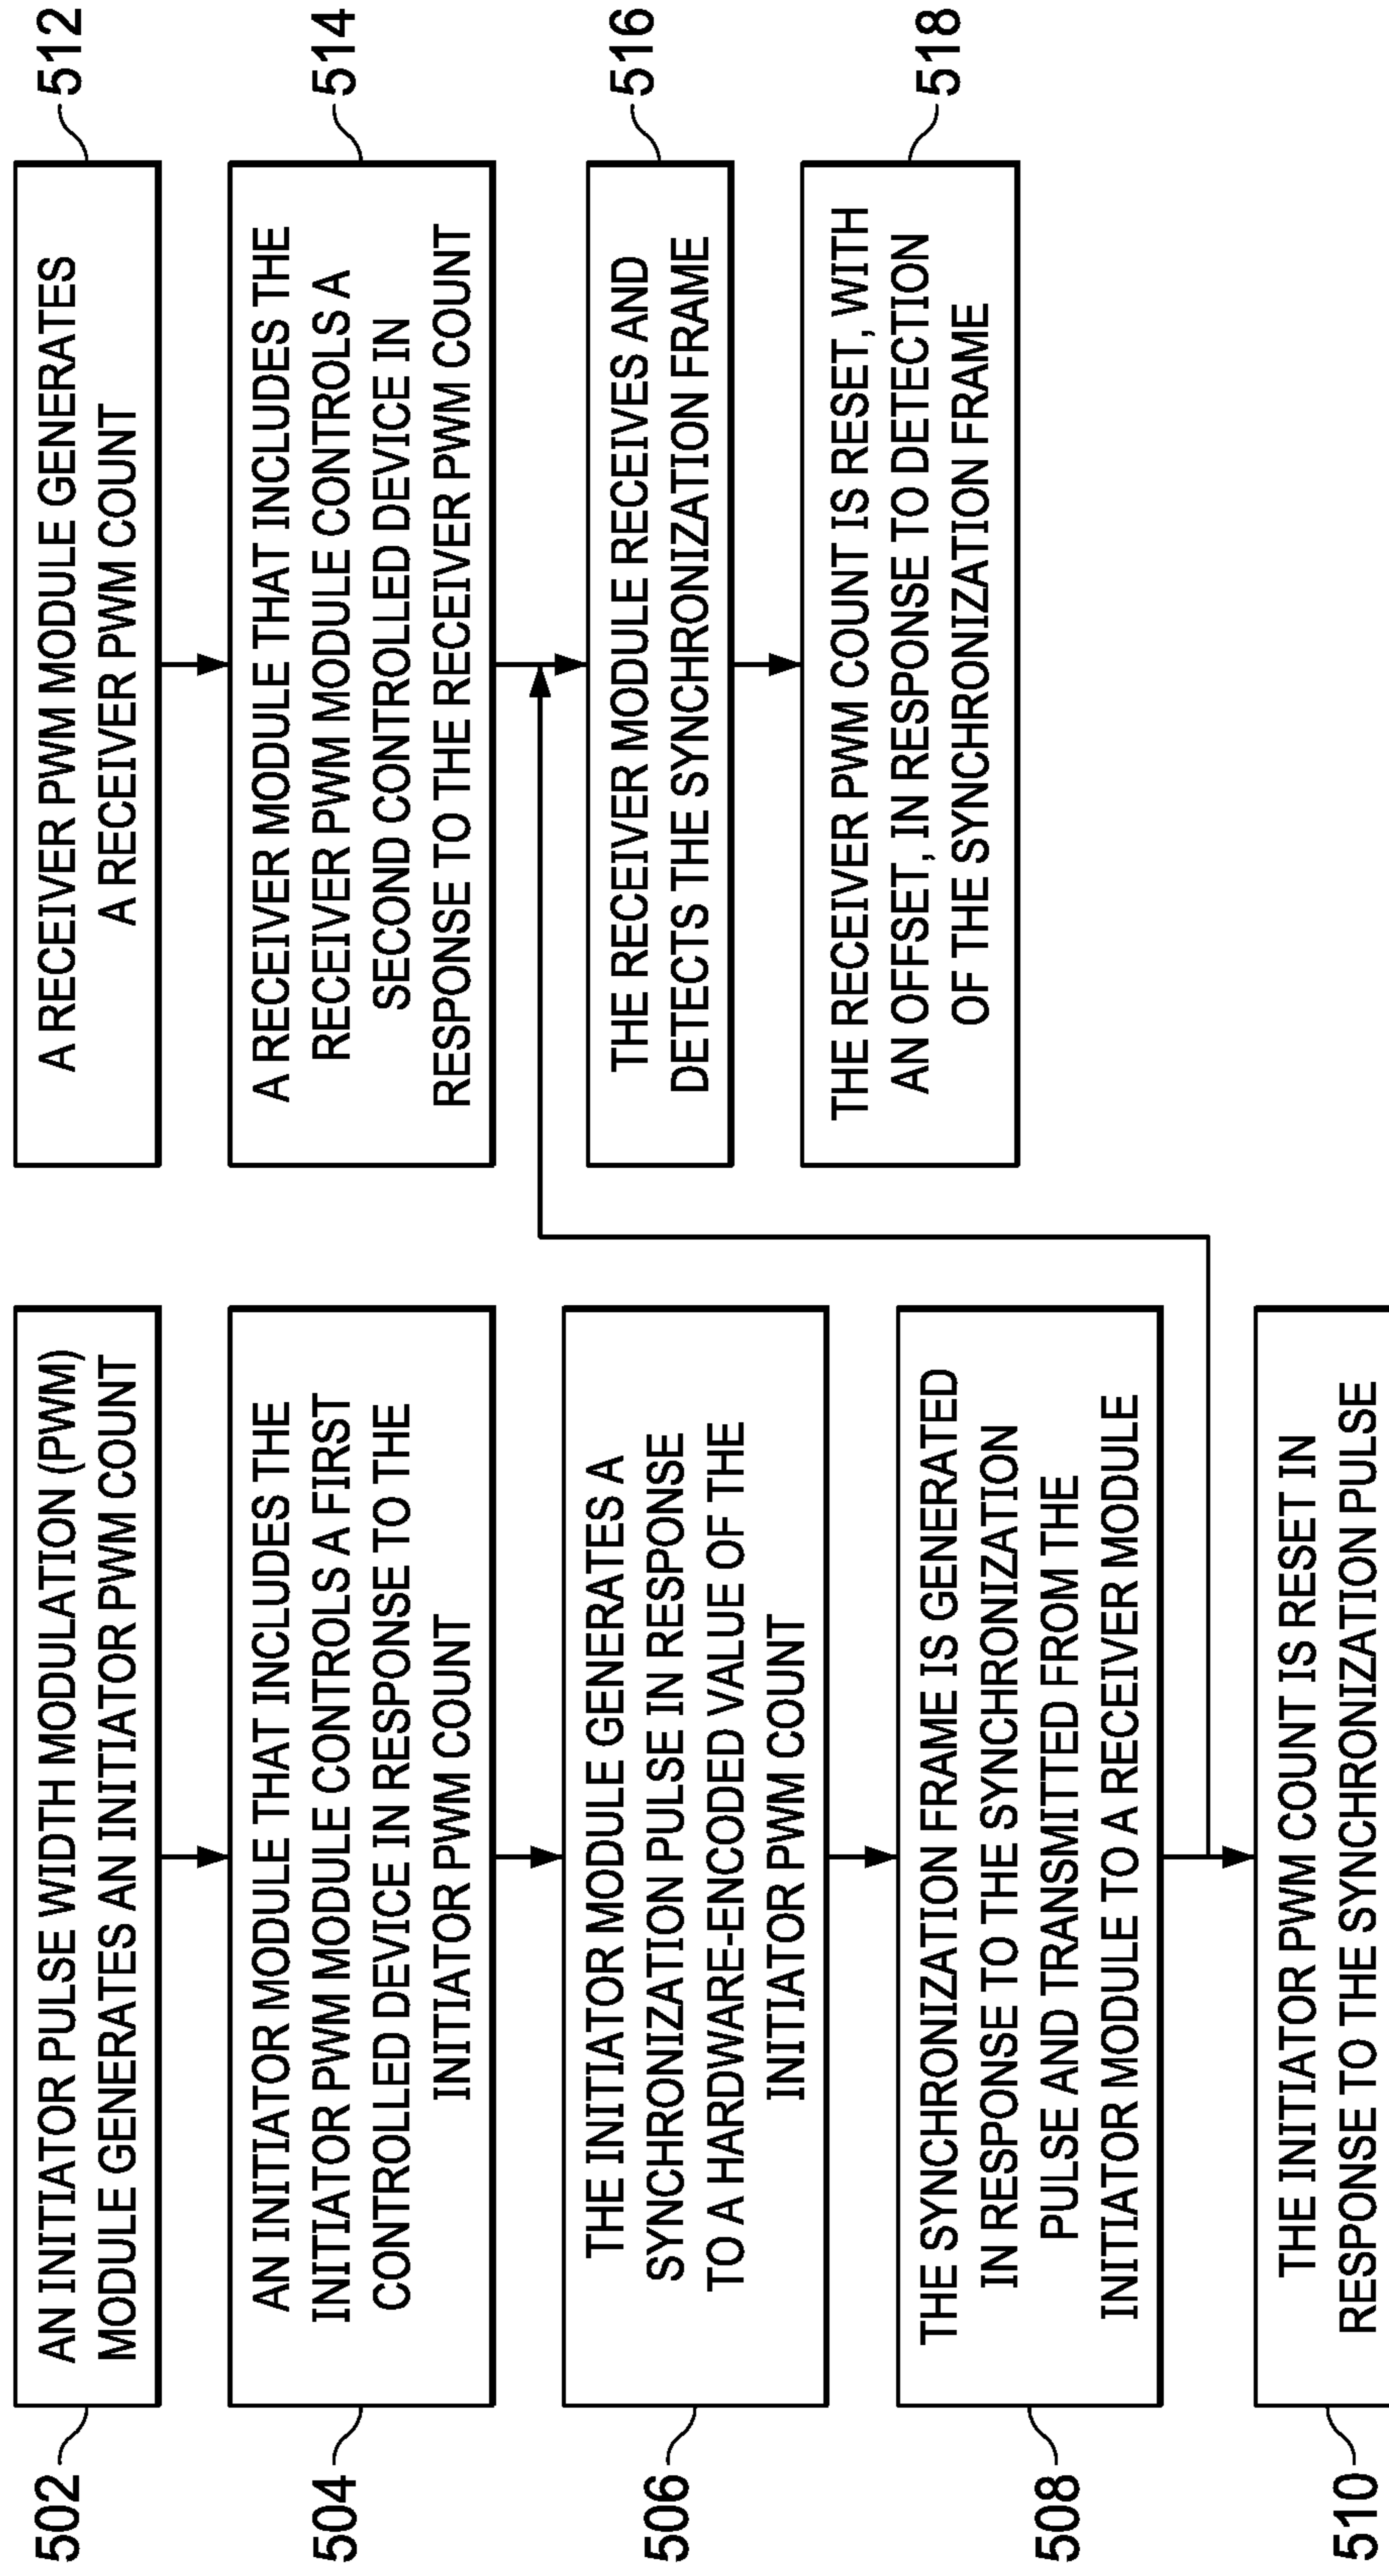 502
AN INITIATOR PULSE WIDTH MODULATION (PWM)
MODULE GENERATES AN INITIATOR PWM COUNT
504
AN INITIATOR MODULE THAT INCLUDES THE
INITIATOR PWM MODULE CONTROLS A FIRST
CONTROLLED DEVICE IN RESPONSE TO THE
INITIATOR PWM COUNT
506
THE INITIATOR MODULE GENERATES A
SYNCHRONIZATION PULSE IN RESPONSE
TO A HARDWARE-ENCODED VALUE OF THE
INITIATOR PWM COUNT
508
THE SYNCHRONIZATION FRAME IS GENERATED
IN RESPONSE TO THE SYNCHRONIZATION
PULSE AND TRANSMITTED FROM THE
INITIATOR MODULE TO A RECEIVER MODULE
510
THE INITIATOR PWM COUNT IS RESET IN
RESPONSE TO THE SYNCHRONIZATION PULSE
512
A RECEIVER PWM MODULE GENERATES
A RECEIVER PWM COUNT
514
A RECEIVER MODULE THAT INCLUDES THE
RECEIVER PWM MODULE CONTROLS A
SECOND CONTROLLED DEVICE IN
RESPONSE TO THE RECEIVER PWM COUNT
516
THE RECEIVER MODULE RECEIVES AND
DETECTS THE SYNCHRONIZATION FRAME
518
THE RECEIVER PWM COUNT IS RESET, WITH
AN OFFSET, IN RESPONSE TO DETECTION
OF THE SYNCHRONIZATION FRAME